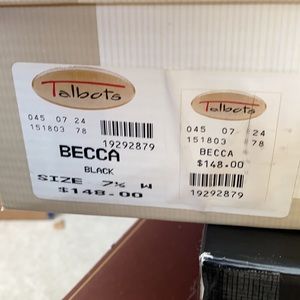 Talbots
045 07 24
151803 78
19292879
BECCA
BLACK
SIZE 7½ W
$148.00
Talbots
045 07 24
151803 78
BECCA
$148.00
19292879